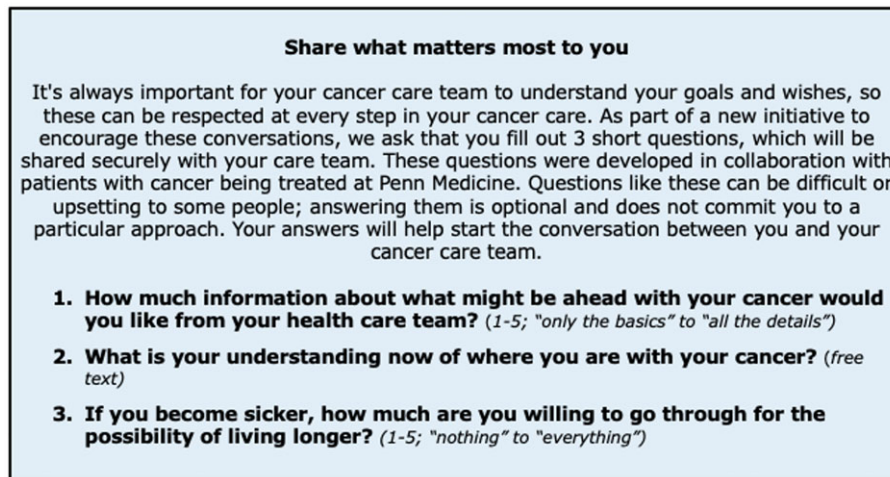 Share what matters most to you
It's always important for your cancer care team to understand your goals and wishes, so
these can be respected at every step in your cancer care. As part of a new initiative to
encourage these conversations, we ask that you fill out 3 short questions, which will be
shared securely with your care team. These questions were developed in collaboration with
patients with cancer being treated at Penn Medicine. Questions like these can be difficult or
upsetting to some people; answering them is optional and does not commit you to a
particular approach. Your answers will help start the conversation between you and your
cancer care team.
1. How much information about what might be ahead with your cancer would
you like from your health care team? (1-5; “only the basics” to “all the details”)
2. What is your understanding now of where you are with your cancer? (free
text)
3. If you become sicker, how much are you willing to go through for the
possibility of living longer? (1-5; “nothing” to “everything”)